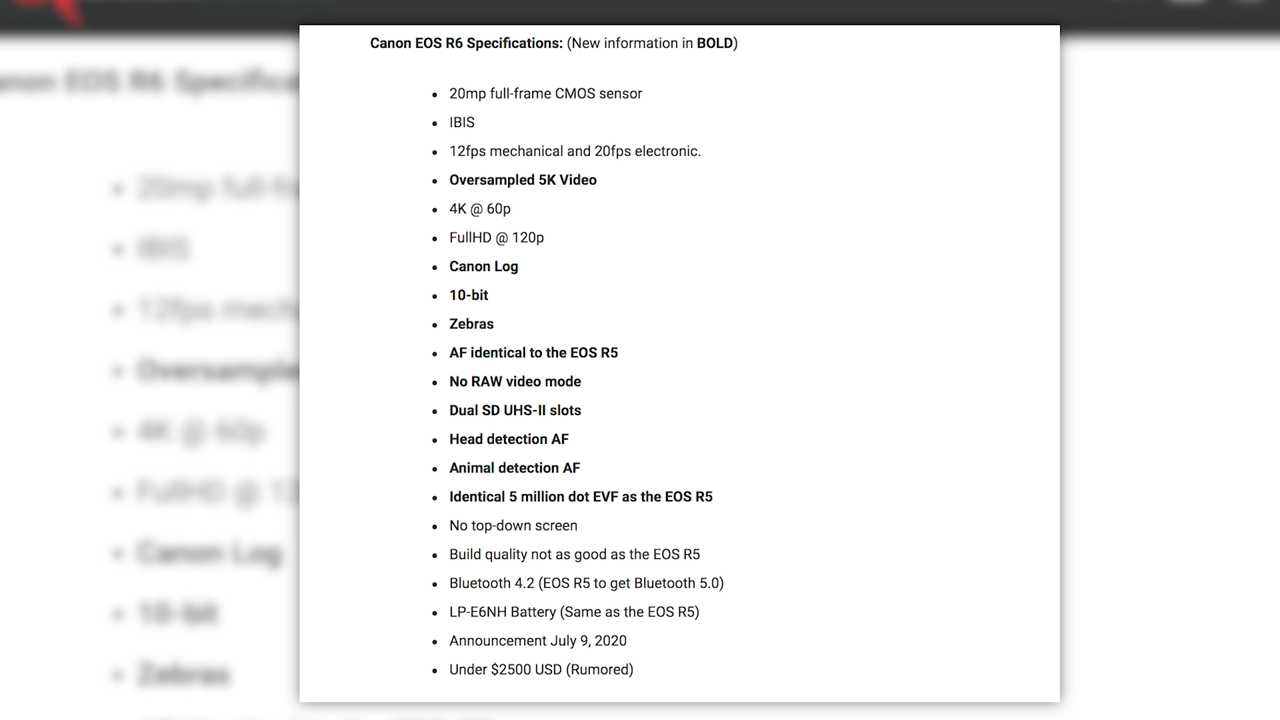 Canon EOS R6 Specifications: (New information in BOLD)
20mp full-frame CMOS sensor
IBIS
12fps mechanical and 20fps electronic.
Oversampled 5K Video
4K @ 60p
FullHD @ 120p
Canon Log
10-bit
Zebras
AF identical to the EOS R5
No RAW video mode
Dual SD UHS-II slots
Head detection AF
Animal detection AF
Identical 5 million dot EVF as the EOS R5
No top-down screen
Build quality not as good as the EOS R5
Bluetooth 4.2 (EOS R5 to get Bluetooth 5.0)
LP-E6NH Battery (Same as the EOS R5)
Announcement July 9, 2020
Under $2500 USD (Rumored)